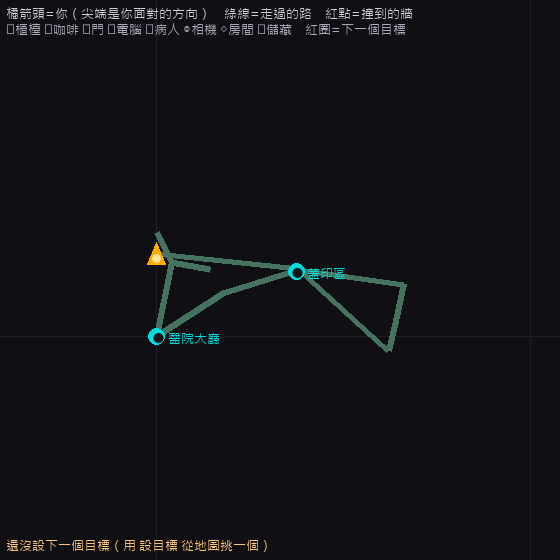 橘箭頭=你（尖端是你面對的方向） 綠線=走過的路 紅點=撞到的牆
櫃檯 咖啡 門 電腦 病人 相機 ◇房間 儲藏 紅圈=下一個目標
藍印區
醫院大廳
還沒設下一個目標（用 設目標 從地圖挑一個）